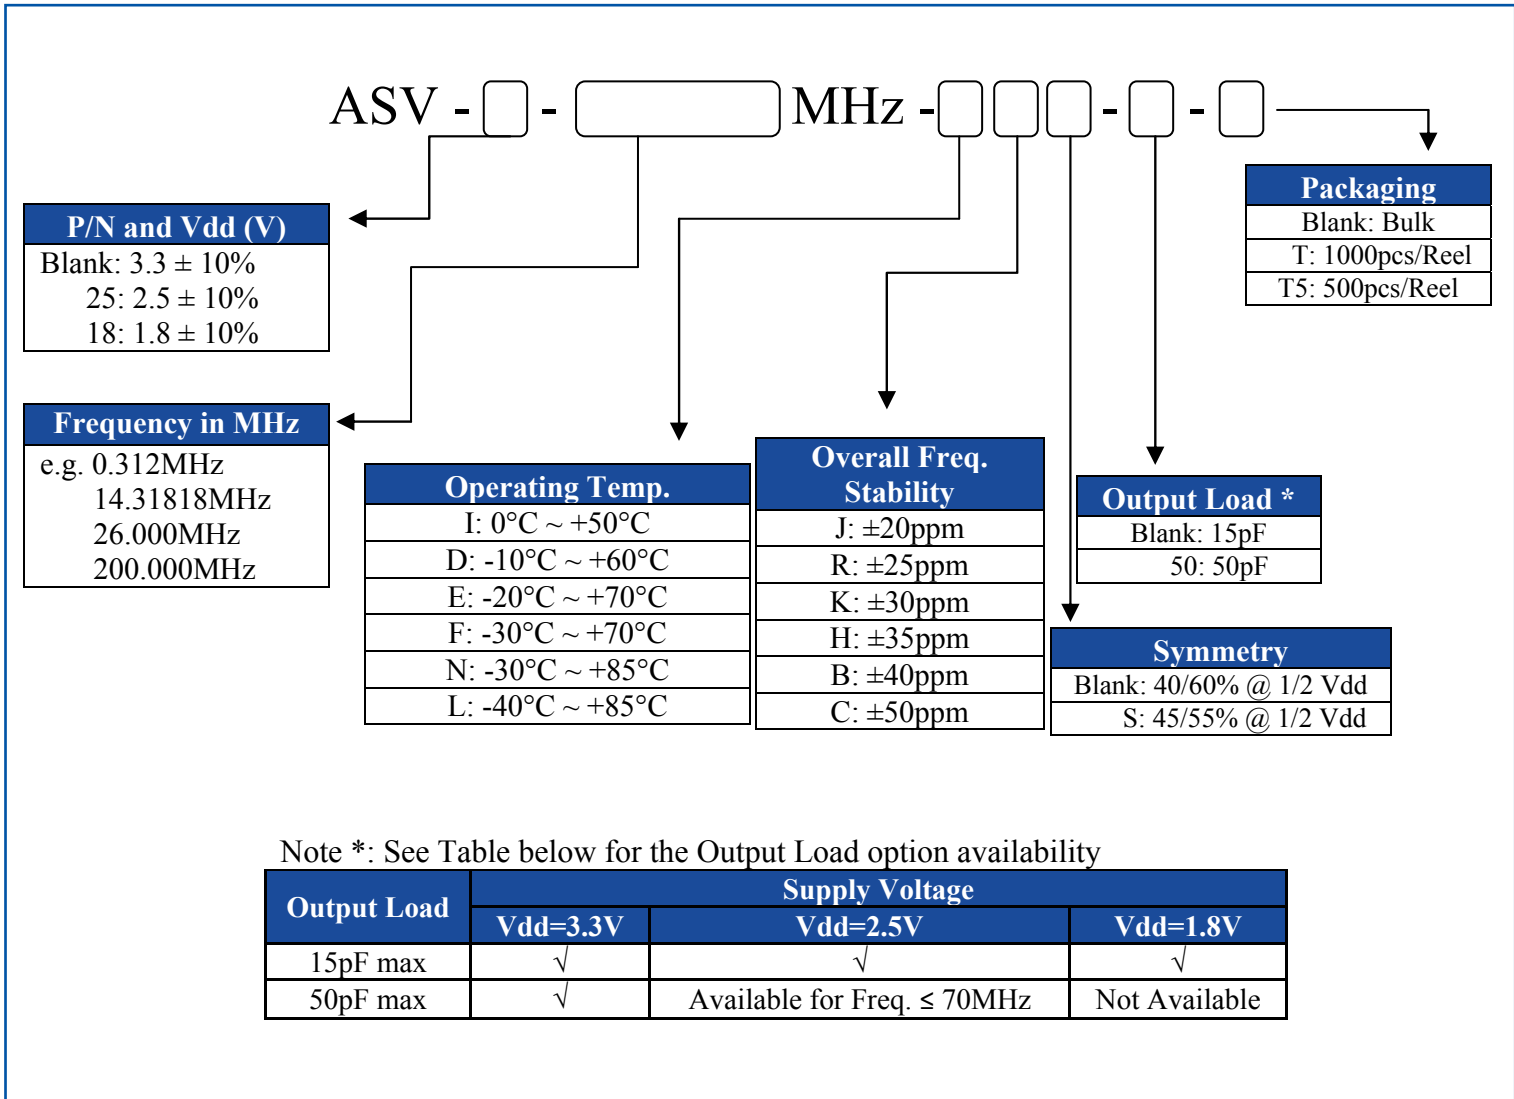 ASV - - MHz - - -
Packaging
Blank: Bulk
T: 1000pcs/Reel
T5: 500pcs/Reel
P/N and Vdd (V)
Blank: 3.3 ± 10%
25: 2.5 ± 10%
18: 1.8 ± 10%
Frequency in MHz
e.g. 0.312MHz
14.31818MHz
26.000MHz
200.000MHz
Operating Temp.
I: 0°C ~ +50°C
D: -10°C ~ +60°C
E: -20°C ~ +70°C
F: -30°C ~ +70°C
N: -30°C ~ +85°C
L: -40°C ~ +85°C
Overall Freq.
Stability
J: ±20ppm
R: ±25ppm
K: ±30ppm
H: ±35ppm
B: ±40ppm
C: ±50ppm
Output Load *
Blank: 15pF
50: 50pF
Symmetry
Blank: 40/60% @ 1/2 Vdd
S: 45/55% @ 1/2 Vdd
Note *: See Table below for the Output Load option availability
Output Load Supply Voltage
Vdd=3.3V Vdd=2.5V Vdd=1.8V
15pF max √ √ √
50pF max √ Available for Freq. ≤ 70MHz Not Available